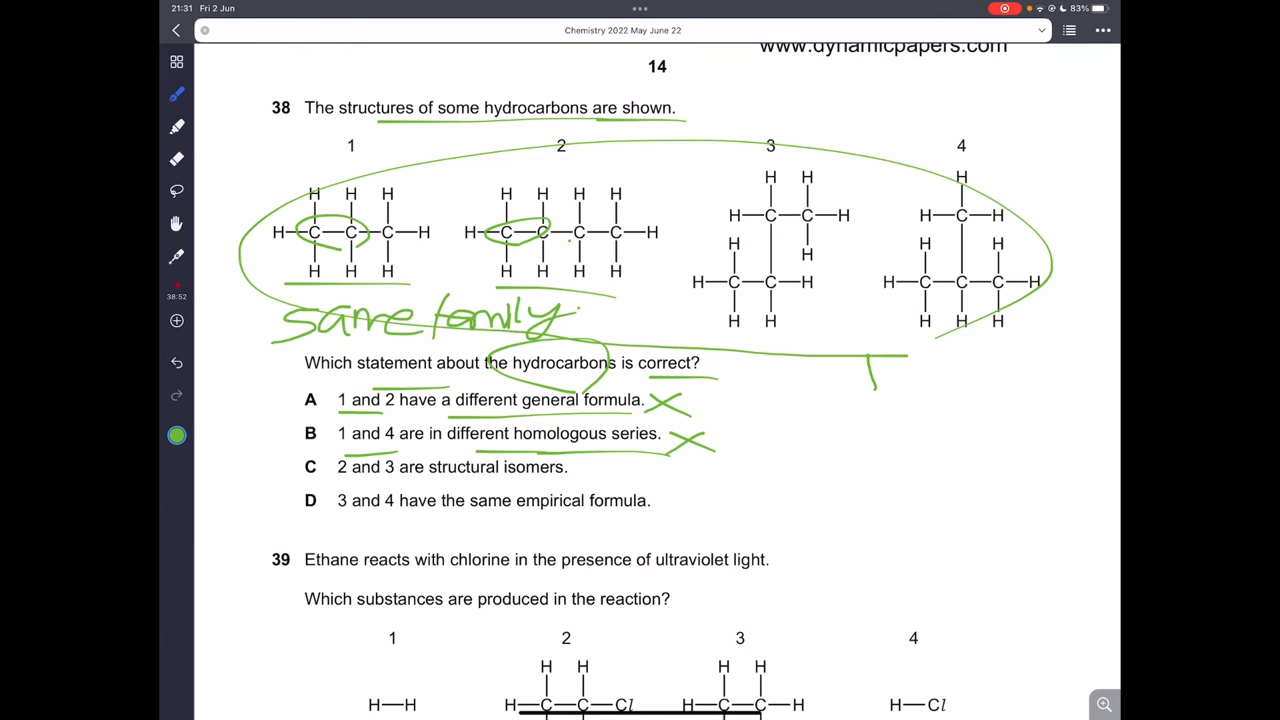 21:31 Fri 2 Jun
83%
Chemistry 2022 May June 22
www.dynamicpapers.com
14
38 The structures of some hydrocarbons are shown.
1 2 3 4
H H H
H C C C H
H H H
H H H H
H C C C C H
H H H H
H H
H C C H
H H
H C C H
H H
H
H C H
H H
H C C C H
H H H
38:52
same family
Which statement about the hydrocarbons is correct?
A 1 and 2 have a different general formula.
B 1 and 4 are in different homologous series.
C 2 and 3 are structural isomers.
D 3 and 4 have the same empirical formula.
39 Ethane reacts with chlorine in the presence of ultraviolet light.
Which substances are produced in the reaction?
1 2 3 4
H H H H
H—H H C C Cl H C C H H—Cl